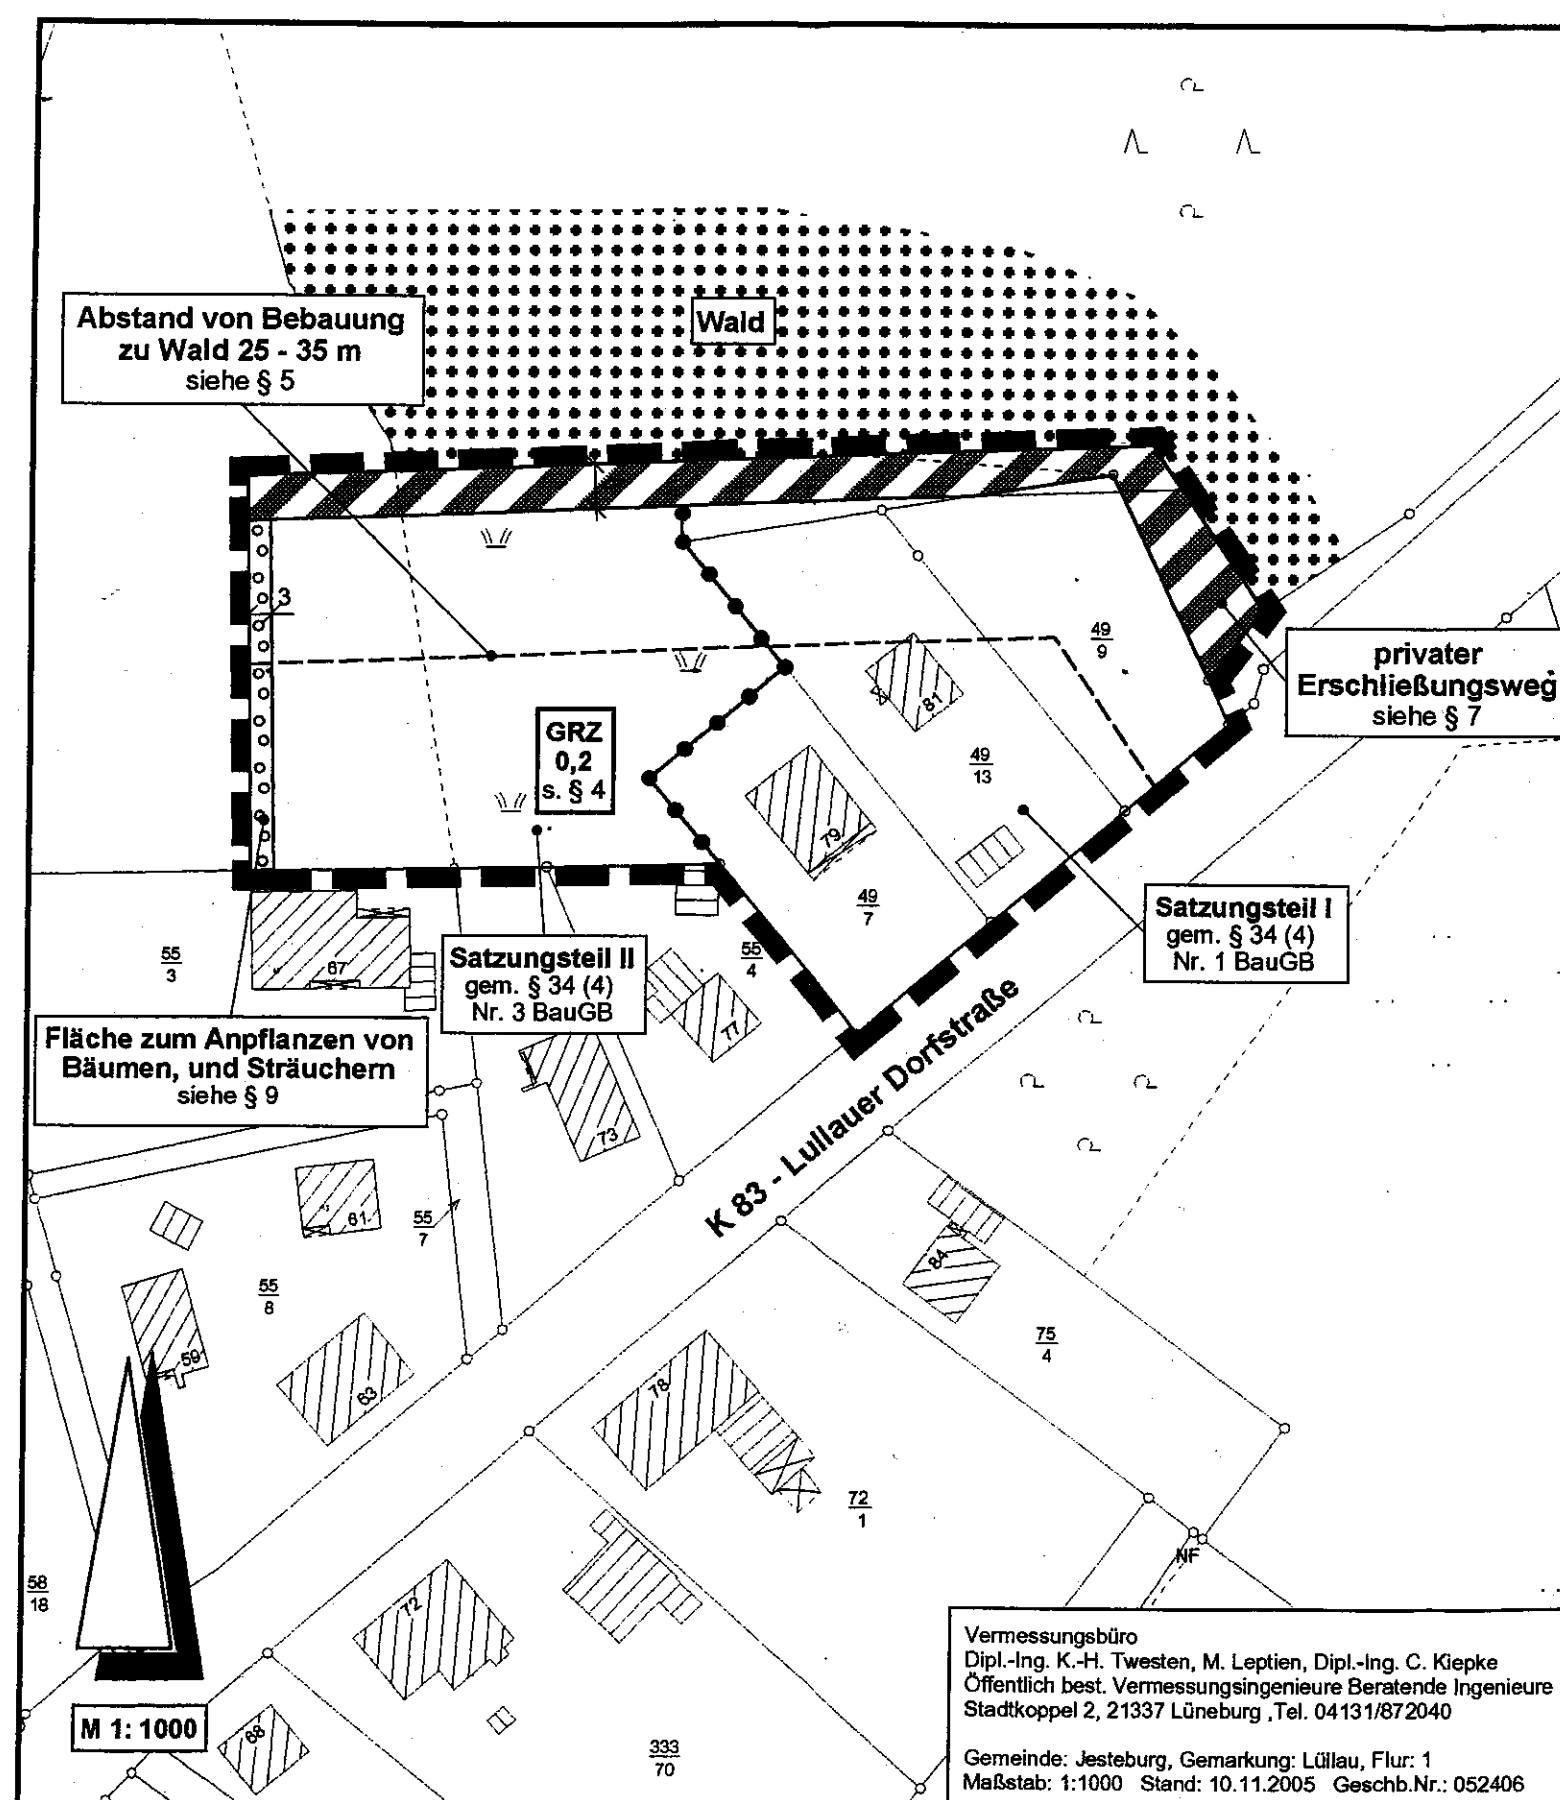 Wald
Abstand von Bebauung
zu Wald 25 - 35 m
siehe § 5
3
49
9
privater
Erschließungsweg
siehe § 7
81
GRZ
0,2
s. § 4
49
13
79
49
7
Satzungsteil I
gem. § 34 (4)
Nr. 1 BauGB
55
3
67
Satzungsteil II
gem. § 34 (4)
Nr. 3 BauGB
55
4
77
Fläche zum Anpflanzen von
Bäumen, und Sträuchern
siehe § 9
73
K 83 - Lüllauer Dorfstraße
61
55
7
84
55
8
59
63
75
4
78
72
1
NF
58
18
72
M 1: 1000
68
333
70
Vermessungsbüro
Dipl.-Ing. K.-H. Twesten, M. Leptien, Dipl.-Ing. C. Kiepke
Öffentlich best. Vermessungsingenieure Beratende Ingenieure
Stadtkoppel 2, 21337 Lüneburg ,Tel. 04131/872040
Gemeinde: Jesteburg, Gemarkung: Lüllau, Flur: 1
Maßstab: 1:1000 Stand: 10.11.2005 Geschb.Nr.: 052406